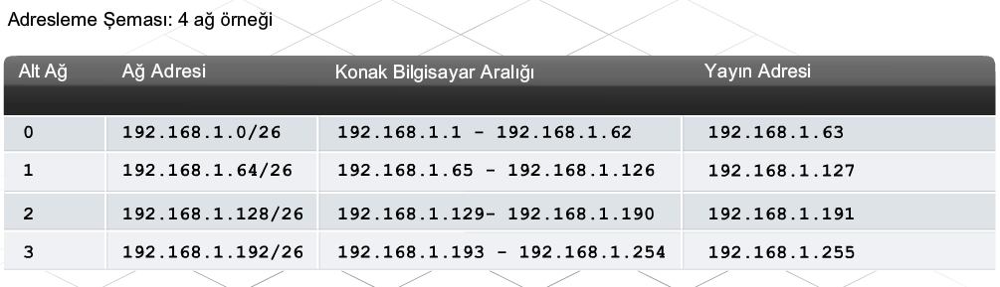 Adresleme Şeması: 4 ağ örneği
Alt Ağ Ağ Adresi Konak Bilgisayar Aralığı Yayın Adresi
0 192.168.1.0/26 192.168.1.1 - 192.168.1.62 192.168.1.63
1 192.168.1.64/26 192.168.1.65 - 192.168.1.126 192.168.1.127
2 192.168.1.128/26 192.168.1.129- 192.168.1.190 192.168.1.191
3 192.168.1.192/26 192.168.1.193 - 192.168.1.254 192.168.1.255